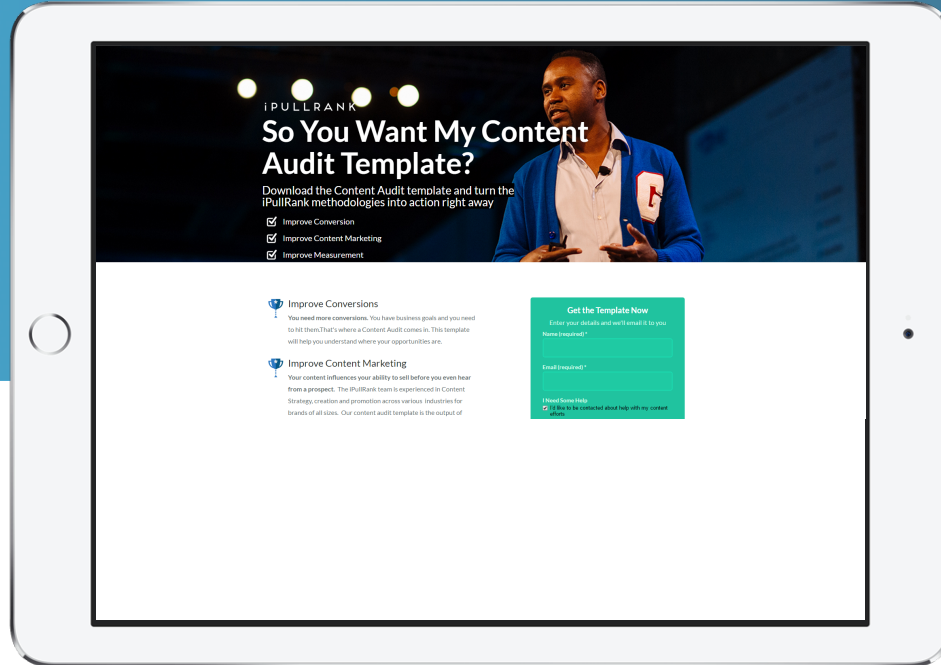 iPULLRANK
So You Want My Content
Audit Template?
Download the Content Audit template and turn the
iPullRank methodologies into action right away
Improve Conversion
Improve Content Marketing
Improve Measurement
Improve Conversions
You need more conversions. You have business goals and you need
to hit them.That's where a Content Audit comes in. This template
will help you understand where your opportunities are.
Improve Content Marketing
Your content influences your ability to sell before you even hear
from a prospect. The iPullRank team is experienced in Content
Strategy, creation and promotion across various industries for
brands of all sizes. Our content audit template is the output of
Get the Template Now
Enter your details and we'll email it to you
Name (required) *
Email (required) *
I Need Some Help
I'd like to be contacted about help with my content
efforts